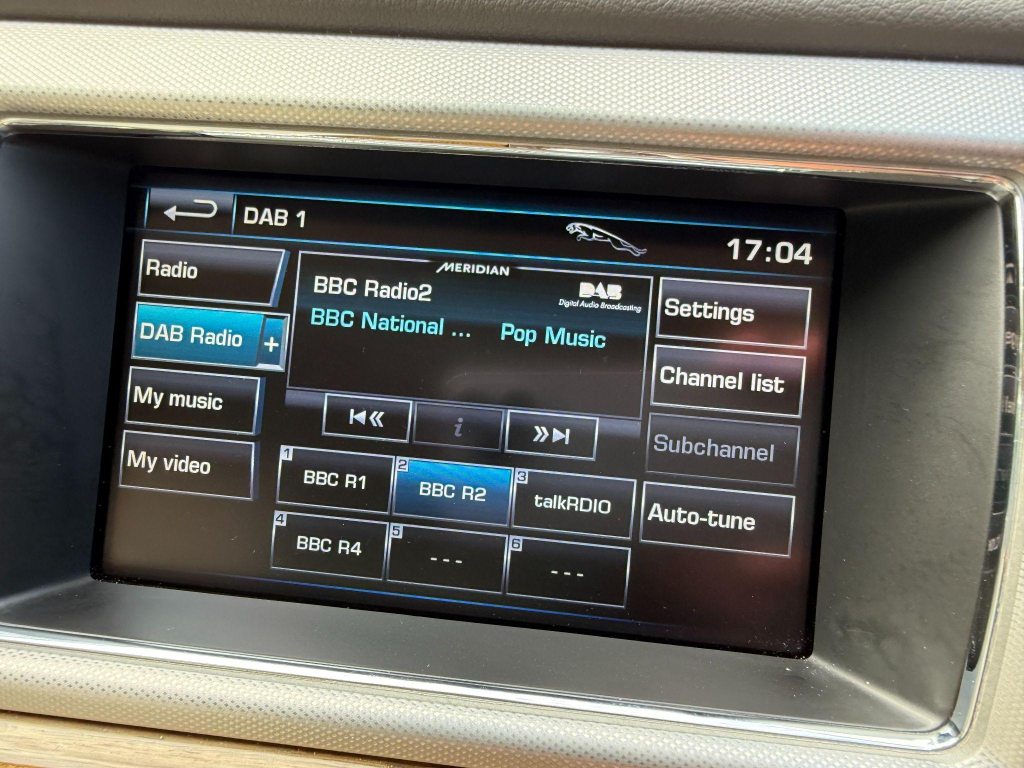 DAB 1
17:04
Radio
DAB Radio +
My music
My video
MERIDIAN
BBC Radio2
DAB
Digital Audio Broadcasting
BBC National ... Pop Music
i
Settings
Channel list
Subchannel
Auto-tune
1 BBC R1
2 BBC R2
3 talkRDIO
4 BBC R4
5 ---
6 ---